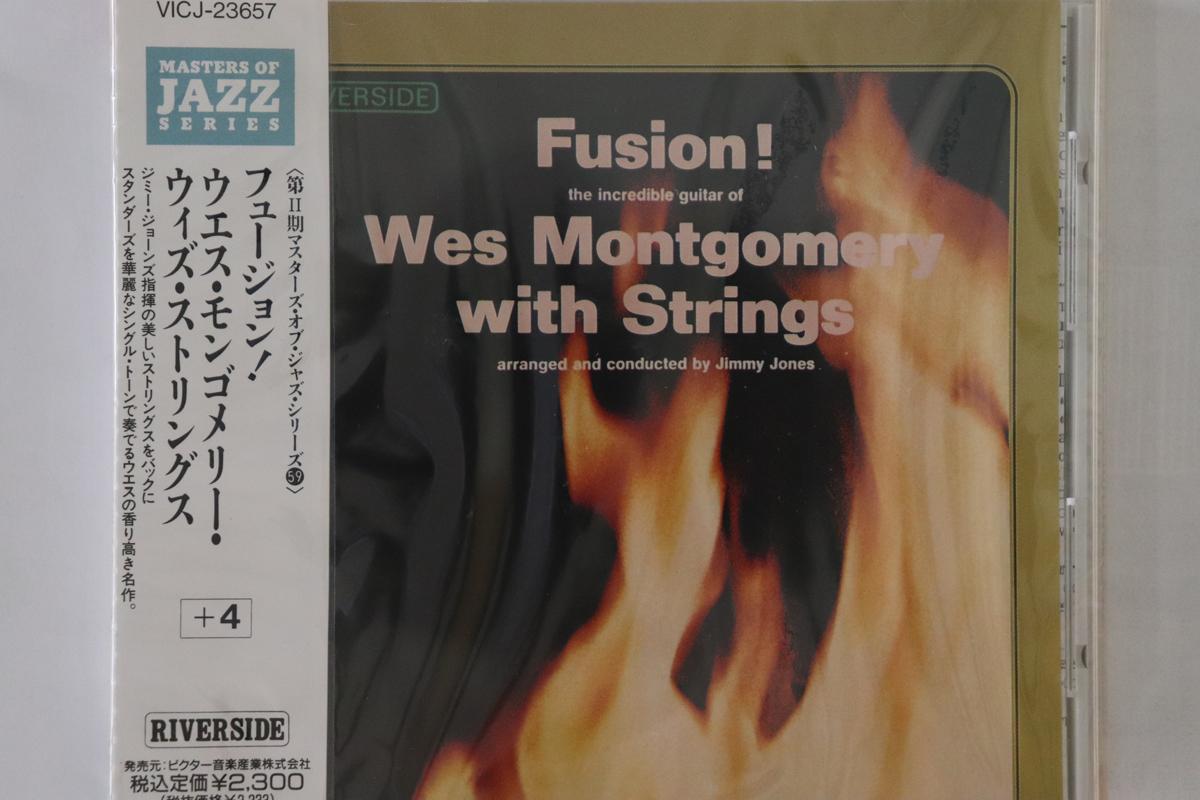 VICJ-23657
MASTERS OF
JAZZ
SERIES
〈第II期マスターズ・オブ・ジャズ・シリーズ59〉
フュージョン!
ウエス・モンゴメリー・
ウィズ・ストリングス
ジミー・ジョーンズ指揮の美しいストリングスをバックに
スタンダーズを華麗なシングル・トーンで奏でるウエスの香り高き名作。
+4
RIVERSIDE
発売元:ビクター音楽産業株式会社
税込定価¥2,300
(税抜価格¥2,233)
VERSIDE
Fusion!
the incredible guitar of
Wes Montgomery
with Strings
arranged and conducted by Jimmy Jones